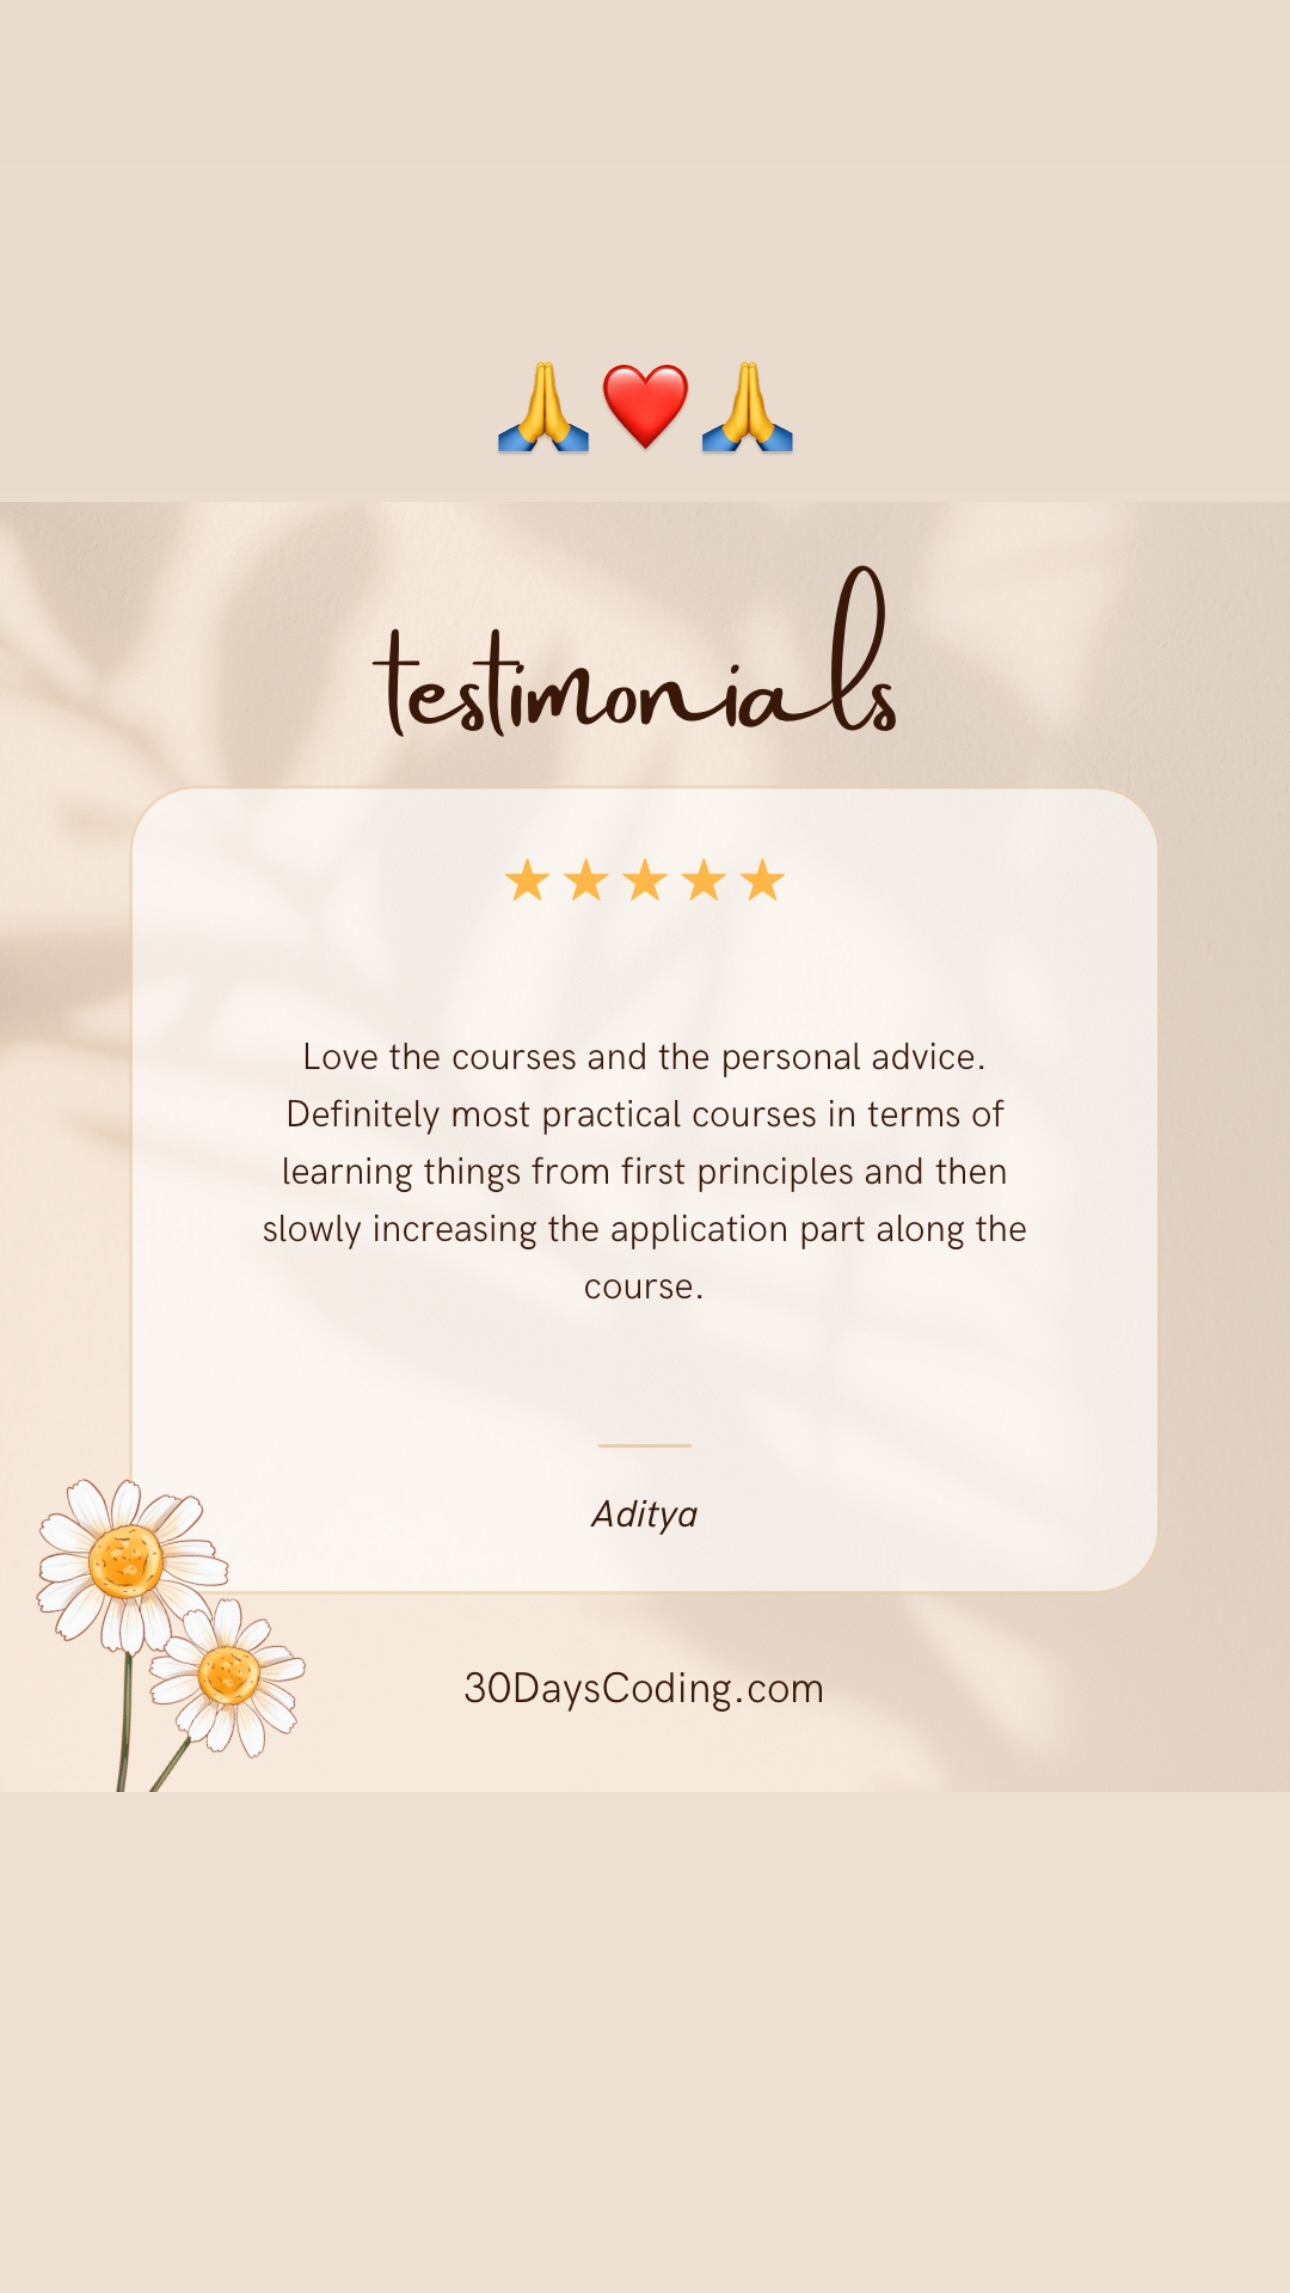 🙏❤️🙏
testimonials
★★★★★
Love the courses and the personal advice.
Definitely most practical courses in terms of
learning things from first principles and then
slowly increasing the application part along the
course.
Aditya
30DaysCoding.com